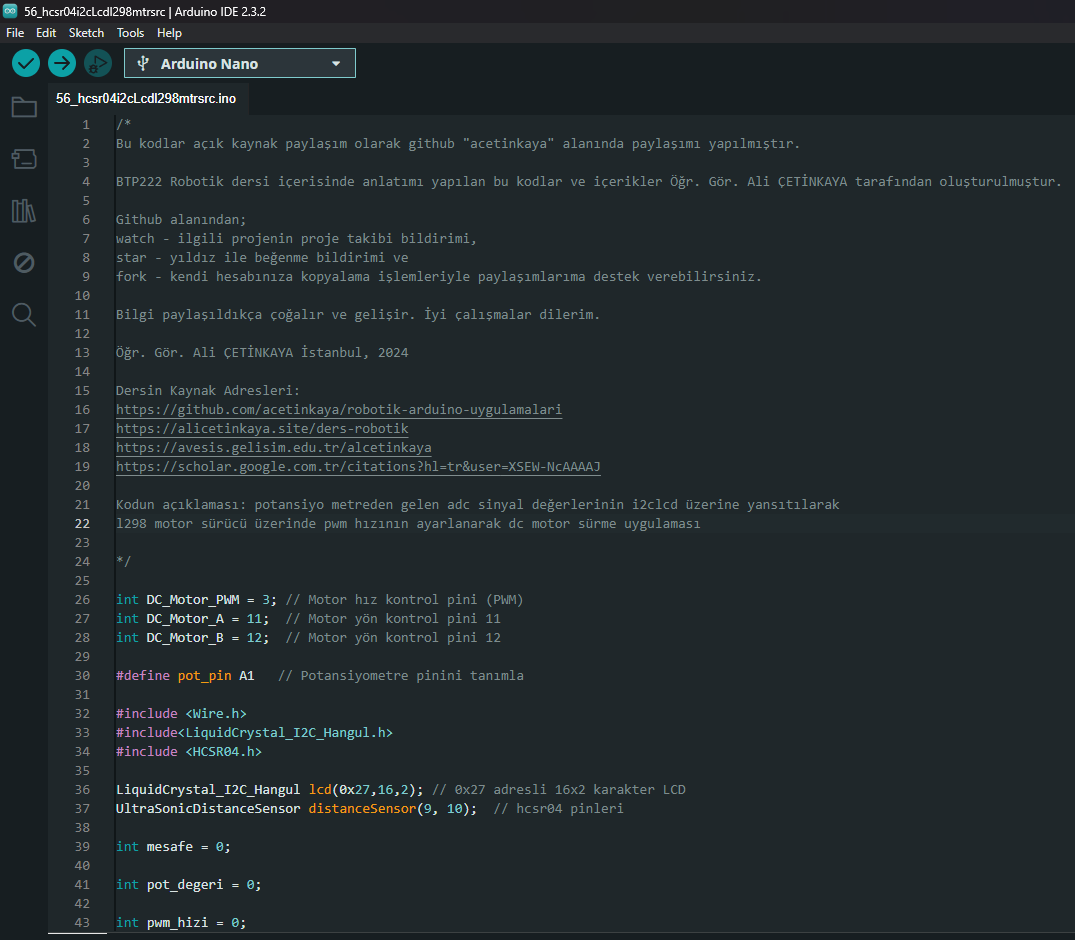 56_hcsr04i2cLcdl298mtrsrc | Arduino IDE 2.3.2
File Edit Sketch Tools Help
Arduino Nano
56_hcsr04i2cLcdl298mtrsrc.ino
1 /*
2 Bu kodlar açık kaynak paylaşım olarak github "acetinkaya" alanında paylaşımı yapılmıştır.
3
4 BTP222 Robotik dersi içerisinde anlatımı yapılan bu kodlar ve içerikler Öğr. Gör. Ali ÇETİNKAYA tarafından oluşturulmuştur.
5
6 Github alanından;
7 watch - ilgili projenin proje takibi bildirimi,
8 star - yıldız ile beğenme bildirimi ve
9 fork - kendi hesabınıza kopyalama işlemleriyle paylaşımlarıma destek verebilirsiniz.
10
11 Bilgi paylaşıldıkça çoğalır ve gelişir. İyi çalışmalar dilerim.
12
13 Öğr. Gör. Ali ÇETİNKAYA İstanbul, 2024
14
15 Dersin Kaynak Adresleri:
16 https://github.com/acetinkaya/robotik-arduino-uygulamalari
17 https://alicetinkaya.site/ders-robotik
18 https://avesis.gelisim.edu.tr/alcetinkaya
19 https://scholar.google.com.tr/citations?hl=tr&user=XSEW-NcAAAAJ
20
21 Kodun açıklaması: potansiyo metreden gelen adc sinyal değerlerinin i2clcd üzerine yansıtılarak
22 l298 motor sürücü üzerinde pwm hızının ayarlanarak dc motor sürme uygulaması
23
24 */
25
26 int DC_Motor_PWM = 3; // Motor hız kontrol pini (PWM)
27 int DC_Motor_A = 11;  // Motor yön kontrol pini 11
28 int DC_Motor_B = 12;  // Motor yön kontrol pini 12
29
30 #define pot_pin A1   // Potansiyometre pinini tanımla
31
32 #include <Wire.h>
33 #include<LiquidCrystal_I2C_Hangul.h>
34 #include <HCSR04.h>
35
36 LiquidCrystal_I2C_Hangul lcd(0x27,16,2); // 0x27 adresli 16x2 karakter LCD
37 UltraSonicDistanceSensor distanceSensor(9, 10);  // hcsr04 pinleri
38
39 int mesafe = 0;
40
41 int pot_degeri = 0;
42
43 int pwm_hizi = 0;